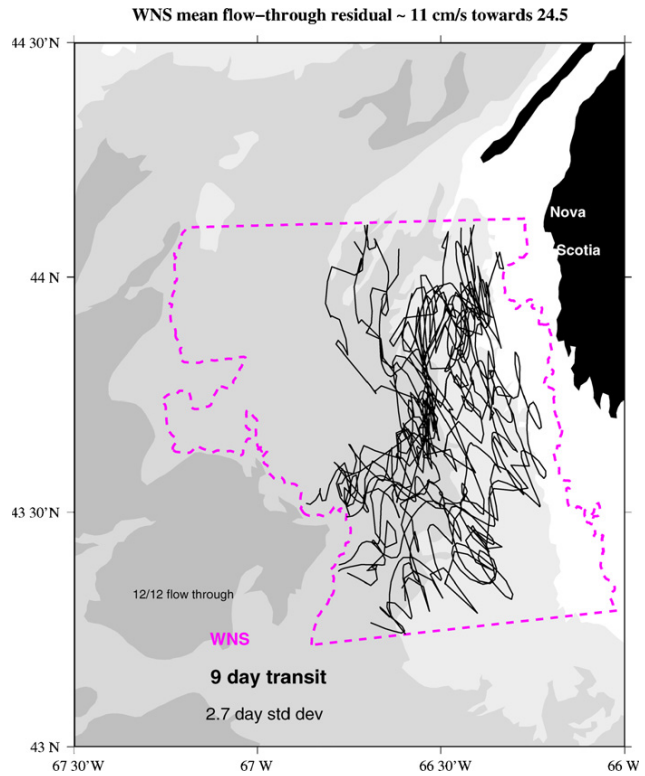 WNS mean flow−through residual ~ 11 cm/s towards 24.5
44 30'N
Nova
44 N
Scotia
43 30'N
12/12 flow through
WNS
9 day transit
2.7 day std dev
43 N
67 30'W
67 W
66 30'W
66 W